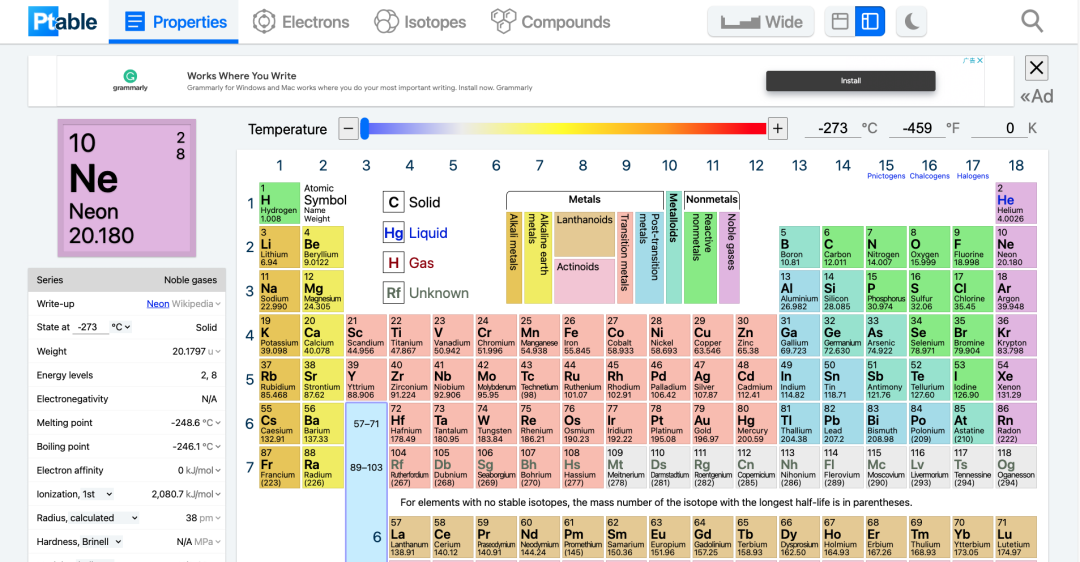 Ptable Properties Electrons Isotopes Compounds Wide
广告 X
Works Where You Write
Grammarly for Windows and Mac works where you do your most important writing. Install now. Grammarly
grammarly
Install
«Ad
10 2
8
Ne
Neon
20.180
Series Noble gases
Write-up Neon Wikipedia
State at -273 °C Solid
Weight 20.1797 u
Energy levels 2, 8
Electronegativity N/A
Melting point -248.6 °C
Boiling point -246.1 °C
Electron affinity 0 kJ/mol
Ionization, 1st 2,080.7 kJ/mol
Radius, calculated 38 pm
Hardness, Brinell N/A MPa
Temperature − + -273 °C -459 °F 0 K
1 2 3 4 5 6 7 8 9 10 11 12 13 14 15 16 17 18
Pnictogens Chalcogens Halogens
Atomic
Symbol
Name
Weight
C Solid
Hg Liquid
H Gas
Rf Unknown
Metals
Metalloids
Nonmetals
Alkali metals
Alkaline earth metals
Lanthanoids
Actinoids
Transition metals
Post-transition metals
Reactive nonmetals
Noble gases
1
1 H Hydrogen 1.008
2 He Helium 4.0026
2
3 Li Lithium 6.94
4 Be Beryllium 9.0122
5 B Boron 10.81
6 C Carbon 12.011
7 N Nitrogen 14.007
8 O Oxygen 15.999
9 F Fluorine 18.998
10 Ne Neon 20.180
3
11 Na Sodium 22.990
12 Mg Magnesium 24.305
13 Al Aluminium 26.982
14 Si Silicon 28.085
15 P Phosphorus 30.974
16 S Sulfur 32.06
17 Cl Chlorine 35.45
18 Ar Argon 39.948
4
19 K Potassium 39.098
20 Ca Calcium 40.078
21 Sc Scandium 44.956
22 Ti Titanium 47.867
23 V Vanadium 50.942
24 Cr Chromium 51.996
25 Mn Manganese 54.938
26 Fe Iron 55.845
27 Co Cobalt 58.933
28 Ni Nickel 58.693
29 Cu Copper 63.546
30 Zn Zinc 65.38
31 Ga Gallium 69.723
32 Ge Germanium 72.630
33 As Arsenic 74.922
34 Se Selenium 78.971
35 Br Bromine 79.904
36 Kr Krypton 83.798
5
37 Rb Rubidium 85.468
38 Sr Strontium 87.62
39 Y Yttrium 88.906
40 Zr Zirconium 91.224
41 Nb Niobium 92.906
42 Mo Molybdenum 95.95
43 Tc Technetium (98)
44 Ru Ruthenium 101.07
45 Rh Rhodium 102.91
46 Pd Palladium 106.42
47 Ag Silver 107.87
48 Cd Cadmium 112.41
49 In Indium 114.82
50 Sn Tin 118.71
51 Sb Antimony 121.76
52 Te Tellurium 127.60
53 I Iodine 126.90
54 Xe Xenon 131.29
6
55 Cs Caesium 132.91
56 Ba Barium 137.33
57–71
72 Hf Hafnium 178.49
73 Ta Tantalum 180.95
74 W Tungsten 183.84
75 Re Rhenium 186.21
76 Os Osmium 190.23
77 Ir Iridium 192.22
78 Pt Platinum 195.08
79 Au Gold 196.97
80 Hg Mercury 200.59
81 Tl Thallium 204.38
82 Pb Lead 207.2
83 Bi Bismuth 208.98
84 Po Polonium (209)
85 At Astatine (210)
86 Rn Radon (222)
7
87 Fr Francium (223)
88 Ra Radium (226)
89–103
104 Rf Rutherfordium (267)
105 Db Dubnium (268)
106 Sg Seaborgium (269)
107 Bh Bohrium (270)
108 Hs Hassium (277)
109 Mt Meitnerium (278)
110 Ds Darmstadtium (281)
111 Rg Roentgenium (282)
112 Cn Copernicium (285)
113 Nh Nihonium (286)
114 Fl Flerovium (289)
115 Mc Moscovium (290)
116 Lv Livermorium (293)
117 Ts Tennessine (294)
118 Og Oganesson (294)
For elements with no stable isotopes, the mass number of the isotope with the longest half-life is in parentheses.
6
57 La Lanthanum 138.91
58 Ce Cerium 140.12
59 Pr Praseodymium 140.91
60 Nd Neodymium 144.24
61 Pm Promethium (145)
62 Sm Samarium 150.36
63 Eu Europium 151.96
64 Gd Gadolinium 157.25
65 Tb Terbium 158.93
66 Dy Dysprosium 162.50
67 Ho Holmium 164.93
68 Er Erbium 167.26
69 Tm Thulium 168.93
70 Yb Ytterbium 173.05
71 Lu Lutetium 174.97